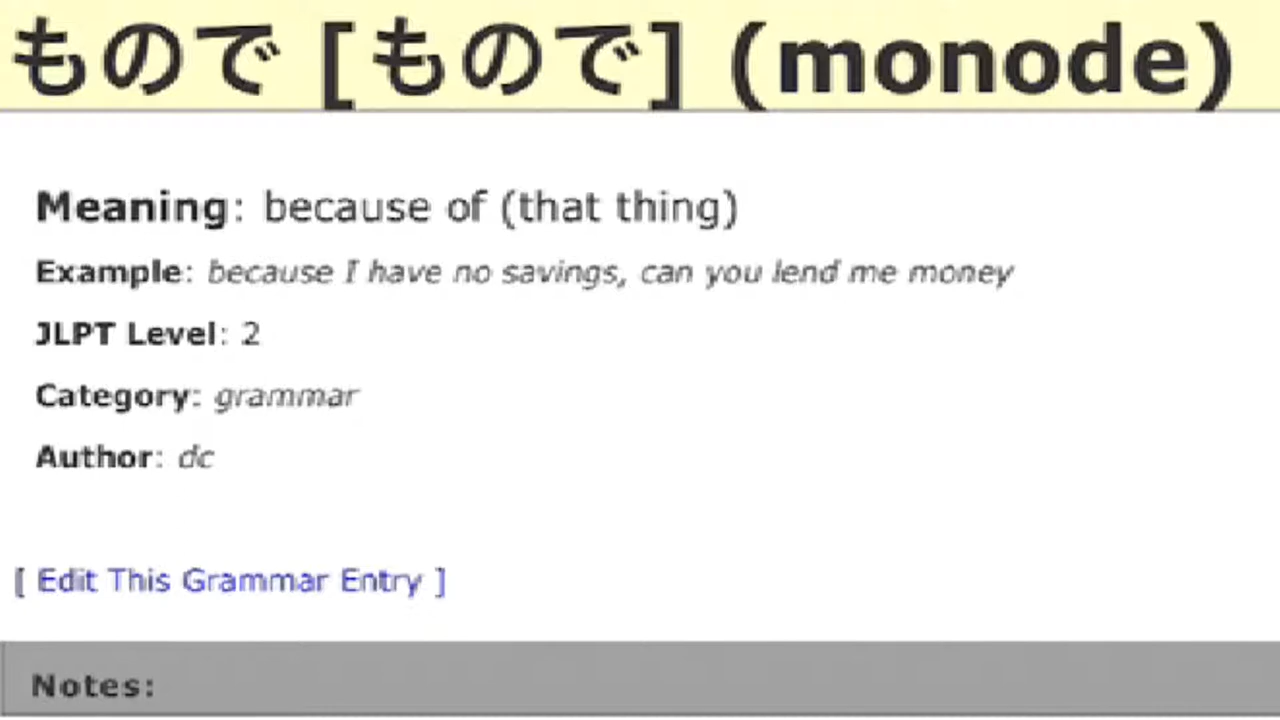 もので [もので] (monode)
Meaning: because of (that thing)
Example: because I have no savings, can you lend me money
JLPT Level: 2
Category: grammar
Author: dc
[ Edit This Grammar Entry ]
Notes: